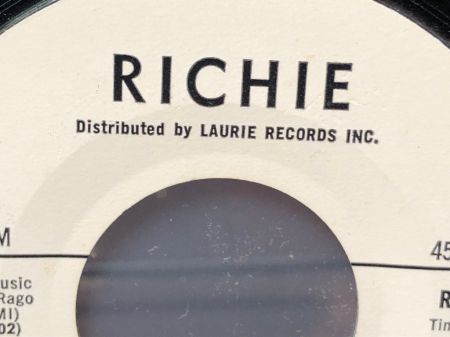 RICHIE
Distributed by LAURIE RECORDS INC.
M
45
usic
Rago
MI)
02)
R
Tim